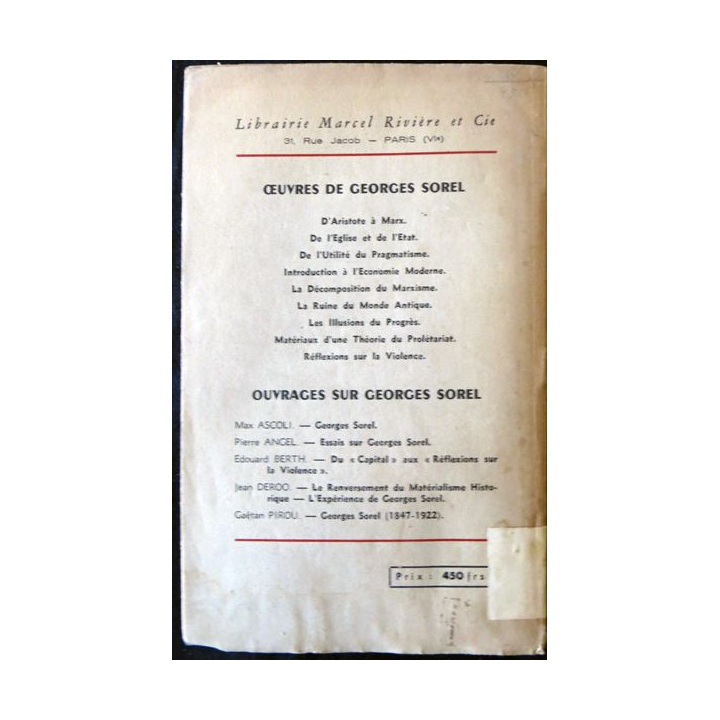 Librairie Marcel Rivière et Cie
31, Rue Jacob — PARIS (VIe)
ŒUVRES DE GEORGES SOREL
D'Aristote à Marx.
De l'Eglise et de l'Etat.
De l'Utilité du Pragmatisme.
Introduction à l'Economie Moderne.
La Décomposition du Marxisme.
La Ruine du Monde Antique.
Les Illusions du Progrès.
Matériaux d'une Théorie du Prolétariat.
Réflexions sur la Violence.
OUVRAGES SUR GEORGES SOREL
Max ASCOLI. — Georges Sorel.
Pierre ANGEL. — Essais sur Georges Sorel.
Edouard BERTH. — Du « Capital » aux « Réflexions sur
la Violence ».
Jean DEROO. — Le Renversement du Matérialisme Histo-
rique — L'Expérience de Georges Sorel.
Gaëtan PIROU. — Georges Sorel (1847-1922).
Prix : 450 frs